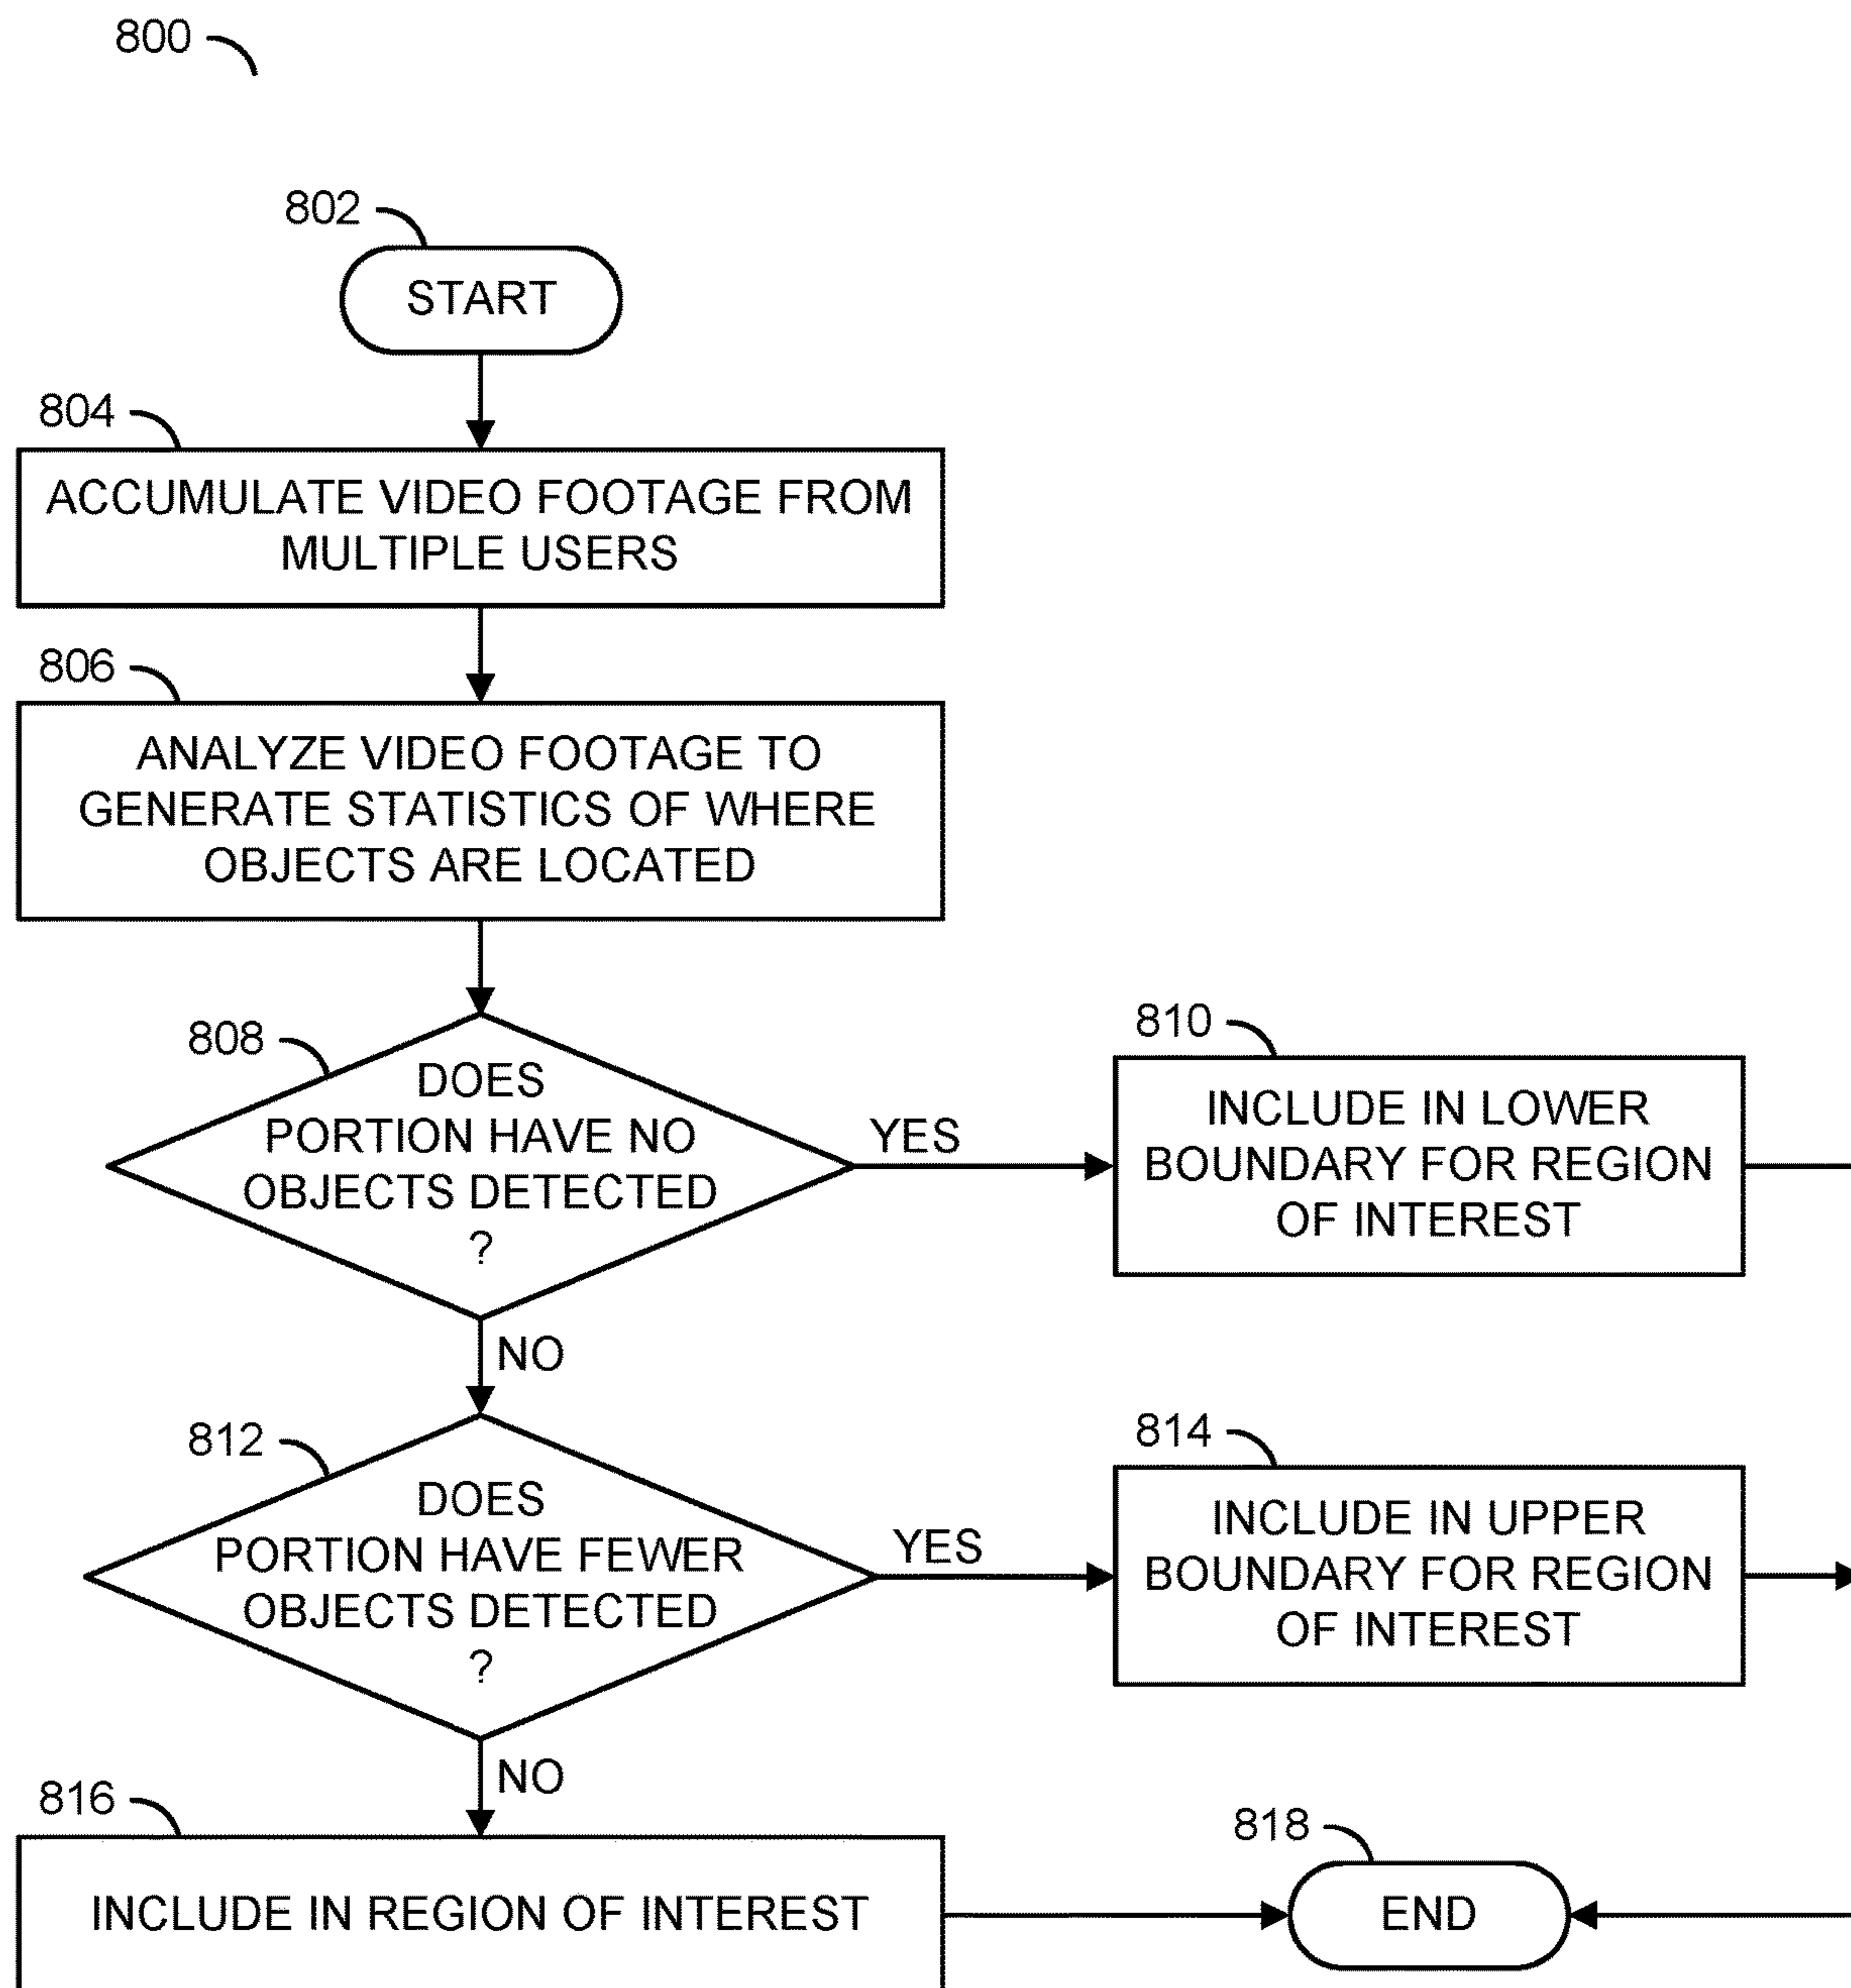 800
802
START
804
ACCUMULATE VIDEO FOOTAGE FROM
MULTIPLE USERS
806
ANALYZE VIDEO FOOTAGE TO
GENERATE STATISTICS OF WHERE
OBJECTS ARE LOCATED
808
DOES
PORTION HAVE NO
OBJECTS DETECTED
?
YES
810
INCLUDE IN LOWER
BOUNDARY FOR REGION
OF INTEREST
NO
812
DOES
PORTION HAVE FEWER
OBJECTS DETECTED
?
YES
814
INCLUDE IN UPPER
BOUNDARY FOR REGION
OF INTEREST
NO
816
INCLUDE IN REGION OF INTEREST
818
END